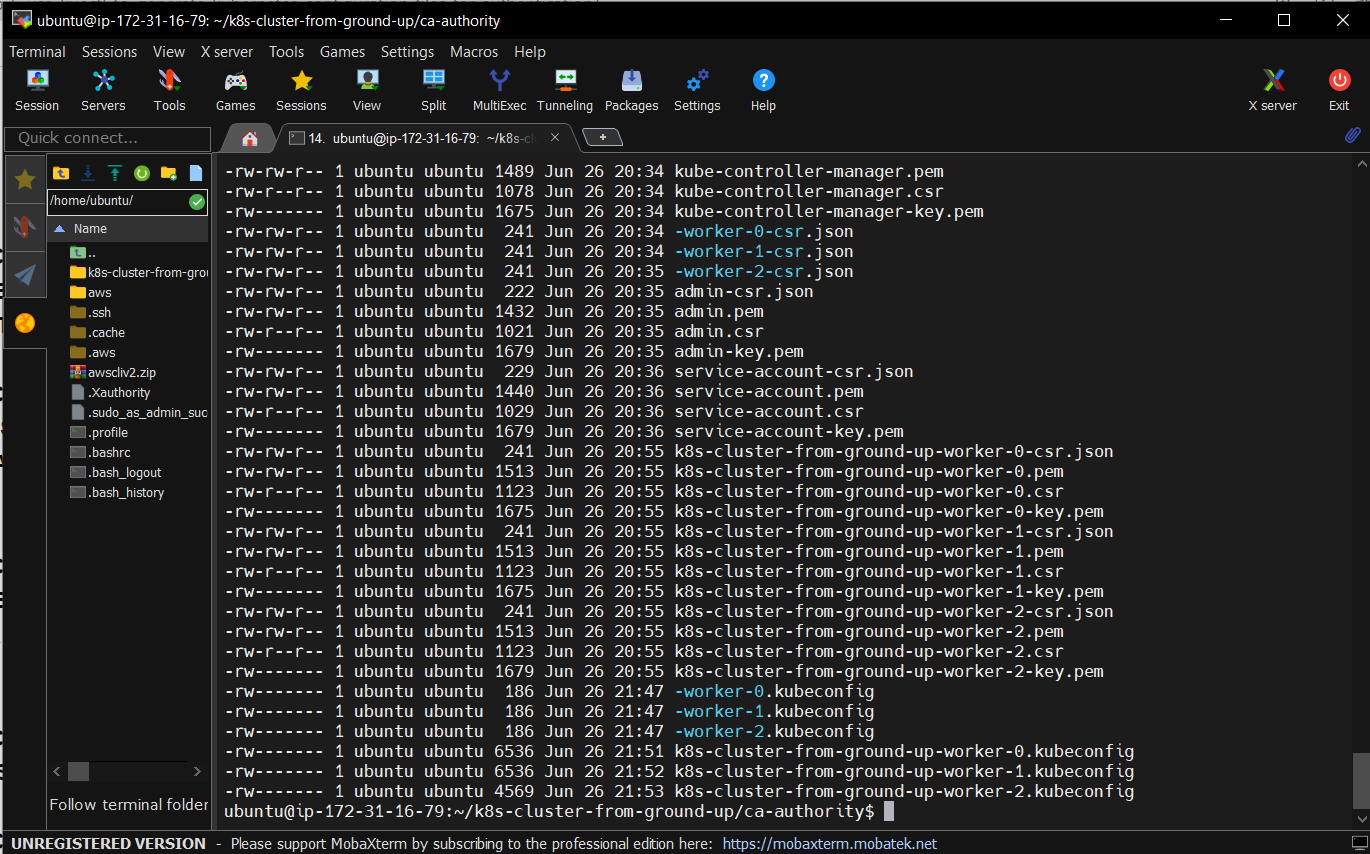 ubuntu@ip-172-31-16-79: ~/k8s-cluster-from-ground-up/ca-authority
Terminal Sessions View X server Tools Games Settings Macros Help
Session Servers Tools Games Sessions View Split MultiExec Tunneling Packages Settings Help X server Exit
Quick connect...
14. ubuntu@ip-172-31-16-79: ~/k8s-cl
/home/ubuntu/
Name
..
k8s-cluster-from-grou
aws
.ssh
.cache
.aws
awscliv2.zip
.Xauthority
.sudo_as_admin_suc
.profile
.bashrc
.bash_logout
.bash_history
Follow terminal folder
-rw-rw-r-- 1 ubuntu ubuntu 1489 Jun 26 20:34 kube-controller-manager.pem
-rw-r--r-- 1 ubuntu ubuntu 1078 Jun 26 20:34 kube-controller-manager.csr
-rw------- 1 ubuntu ubuntu 1675 Jun 26 20:34 kube-controller-manager-key.pem
-rw-rw-r-- 1 ubuntu ubuntu  241 Jun 26 20:34 -worker-0-csr.json
-rw-rw-r-- 1 ubuntu ubuntu  241 Jun 26 20:34 -worker-1-csr.json
-rw-rw-r-- 1 ubuntu ubuntu  241 Jun 26 20:35 -worker-2-csr.json
-rw-rw-r-- 1 ubuntu ubuntu  222 Jun 26 20:35 admin-csr.json
-rw-rw-r-- 1 ubuntu ubuntu 1432 Jun 26 20:35 admin.pem
-rw-r--r-- 1 ubuntu ubuntu 1021 Jun 26 20:35 admin.csr
-rw------- 1 ubuntu ubuntu 1679 Jun 26 20:35 admin-key.pem
-rw-rw-r-- 1 ubuntu ubuntu  229 Jun 26 20:36 service-account-csr.json
-rw-rw-r-- 1 ubuntu ubuntu 1440 Jun 26 20:36 service-account.pem
-rw-r--r-- 1 ubuntu ubuntu 1029 Jun 26 20:36 service-account.csr
-rw------- 1 ubuntu ubuntu 1679 Jun 26 20:36 service-account-key.pem
-rw-rw-r-- 1 ubuntu ubuntu  241 Jun 26 20:55 k8s-cluster-from-ground-up-worker-0-csr.json
-rw-rw-r-- 1 ubuntu ubuntu 1513 Jun 26 20:55 k8s-cluster-from-ground-up-worker-0.pem
-rw-r--r-- 1 ubuntu ubuntu 1123 Jun 26 20:55 k8s-cluster-from-ground-up-worker-0.csr
-rw------- 1 ubuntu ubuntu 1675 Jun 26 20:55 k8s-cluster-from-ground-up-worker-0-key.pem
-rw-rw-r-- 1 ubuntu ubuntu  241 Jun 26 20:55 k8s-cluster-from-ground-up-worker-1-csr.json
-rw-rw-r-- 1 ubuntu ubuntu 1513 Jun 26 20:55 k8s-cluster-from-ground-up-worker-1.pem
-rw-r--r-- 1 ubuntu ubuntu 1123 Jun 26 20:55 k8s-cluster-from-ground-up-worker-1.csr
-rw------- 1 ubuntu ubuntu 1675 Jun 26 20:55 k8s-cluster-from-ground-up-worker-1-key.pem
-rw-rw-r-- 1 ubuntu ubuntu  241 Jun 26 20:55 k8s-cluster-from-ground-up-worker-2-csr.json
-rw-rw-r-- 1 ubuntu ubuntu 1513 Jun 26 20:55 k8s-cluster-from-ground-up-worker-2.pem
-rw-r--r-- 1 ubuntu ubuntu 1123 Jun 26 20:55 k8s-cluster-from-ground-up-worker-2.csr
-rw------- 1 ubuntu ubuntu 1679 Jun 26 20:55 k8s-cluster-from-ground-up-worker-2-key.pem
-rw------- 1 ubuntu ubuntu  186 Jun 26 21:47 -worker-0.kubeconfig
-rw------- 1 ubuntu ubuntu  186 Jun 26 21:47 -worker-1.kubeconfig
-rw------- 1 ubuntu ubuntu  186 Jun 26 21:47 -worker-2.kubeconfig
-rw------- 1 ubuntu ubuntu 6536 Jun 26 21:51 k8s-cluster-from-ground-up-worker-0.kubeconfig
-rw------- 1 ubuntu ubuntu 6536 Jun 26 21:52 k8s-cluster-from-ground-up-worker-1.kubeconfig
-rw------- 1 ubuntu ubuntu 4569 Jun 26 21:53 k8s-cluster-from-ground-up-worker-2.kubeconfig
ubuntu@ip-172-31-16-79:~/k8s-cluster-from-ground-up/ca-authority$
UNREGISTERED VERSION - Please support MobaXterm by subscribing to the professional edition here: https://mobaxterm.mobatek.net